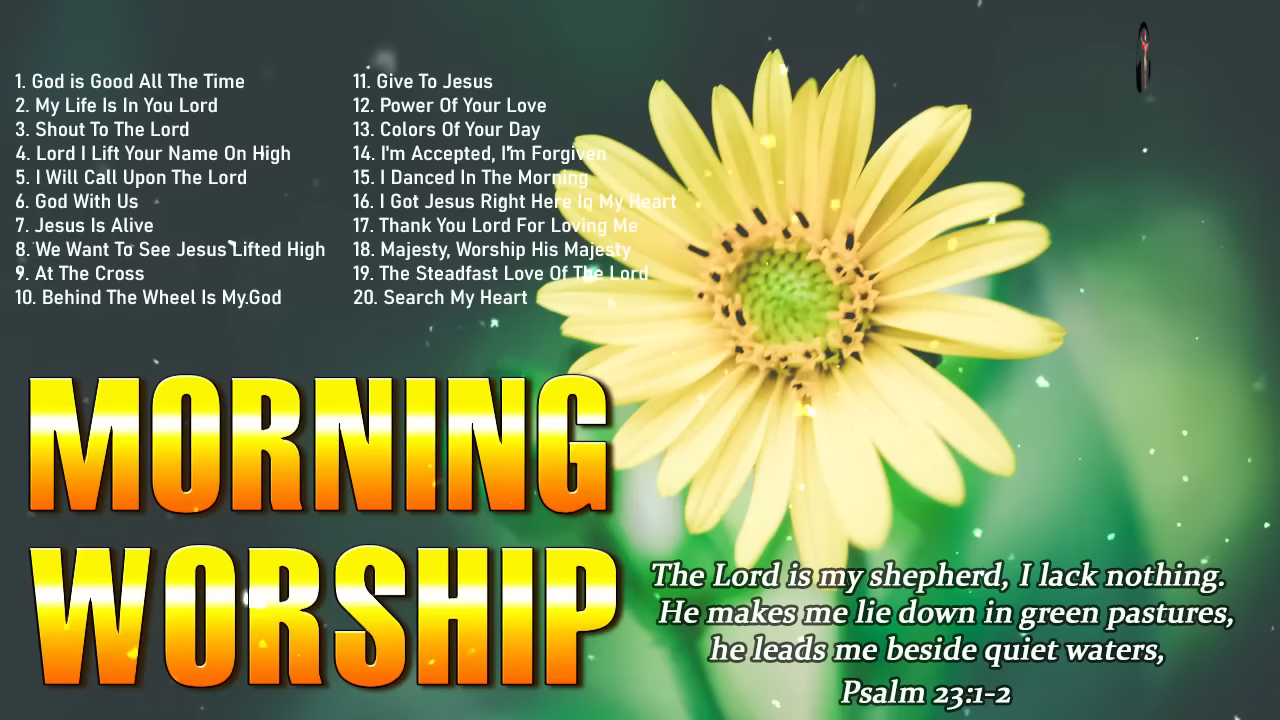 1. God is Good All The Time
2. My Life Is In You Lord
3. Shout To The Lord
4. Lord I Lift Your Name On High
5. I Will Call Upon The Lord
6. God With Us
7. Jesus Is Alive
8. We Want To See Jesus Lifted High
9. At The Cross
10. Behind The Wheel Is My God
11. Give To Jesus
12. Power Of Your Love
13. Colors Of Your Day
14. I'm Accepted, I'm Forgiven
15. I Danced In The Morning
16. I Got Jesus Right Here In My Heart
17. Thank You Lord For Loving Me
18. Majesty, Worship His Majesty
19. The Steadfast Love Of The Lord
20. Search My Heart
MORNING
WORSHIP
The Lord is my shepherd, I lack nothing.
He makes me lie down in green pastures,
he leads me beside quiet waters,
Psalm 23:1-2